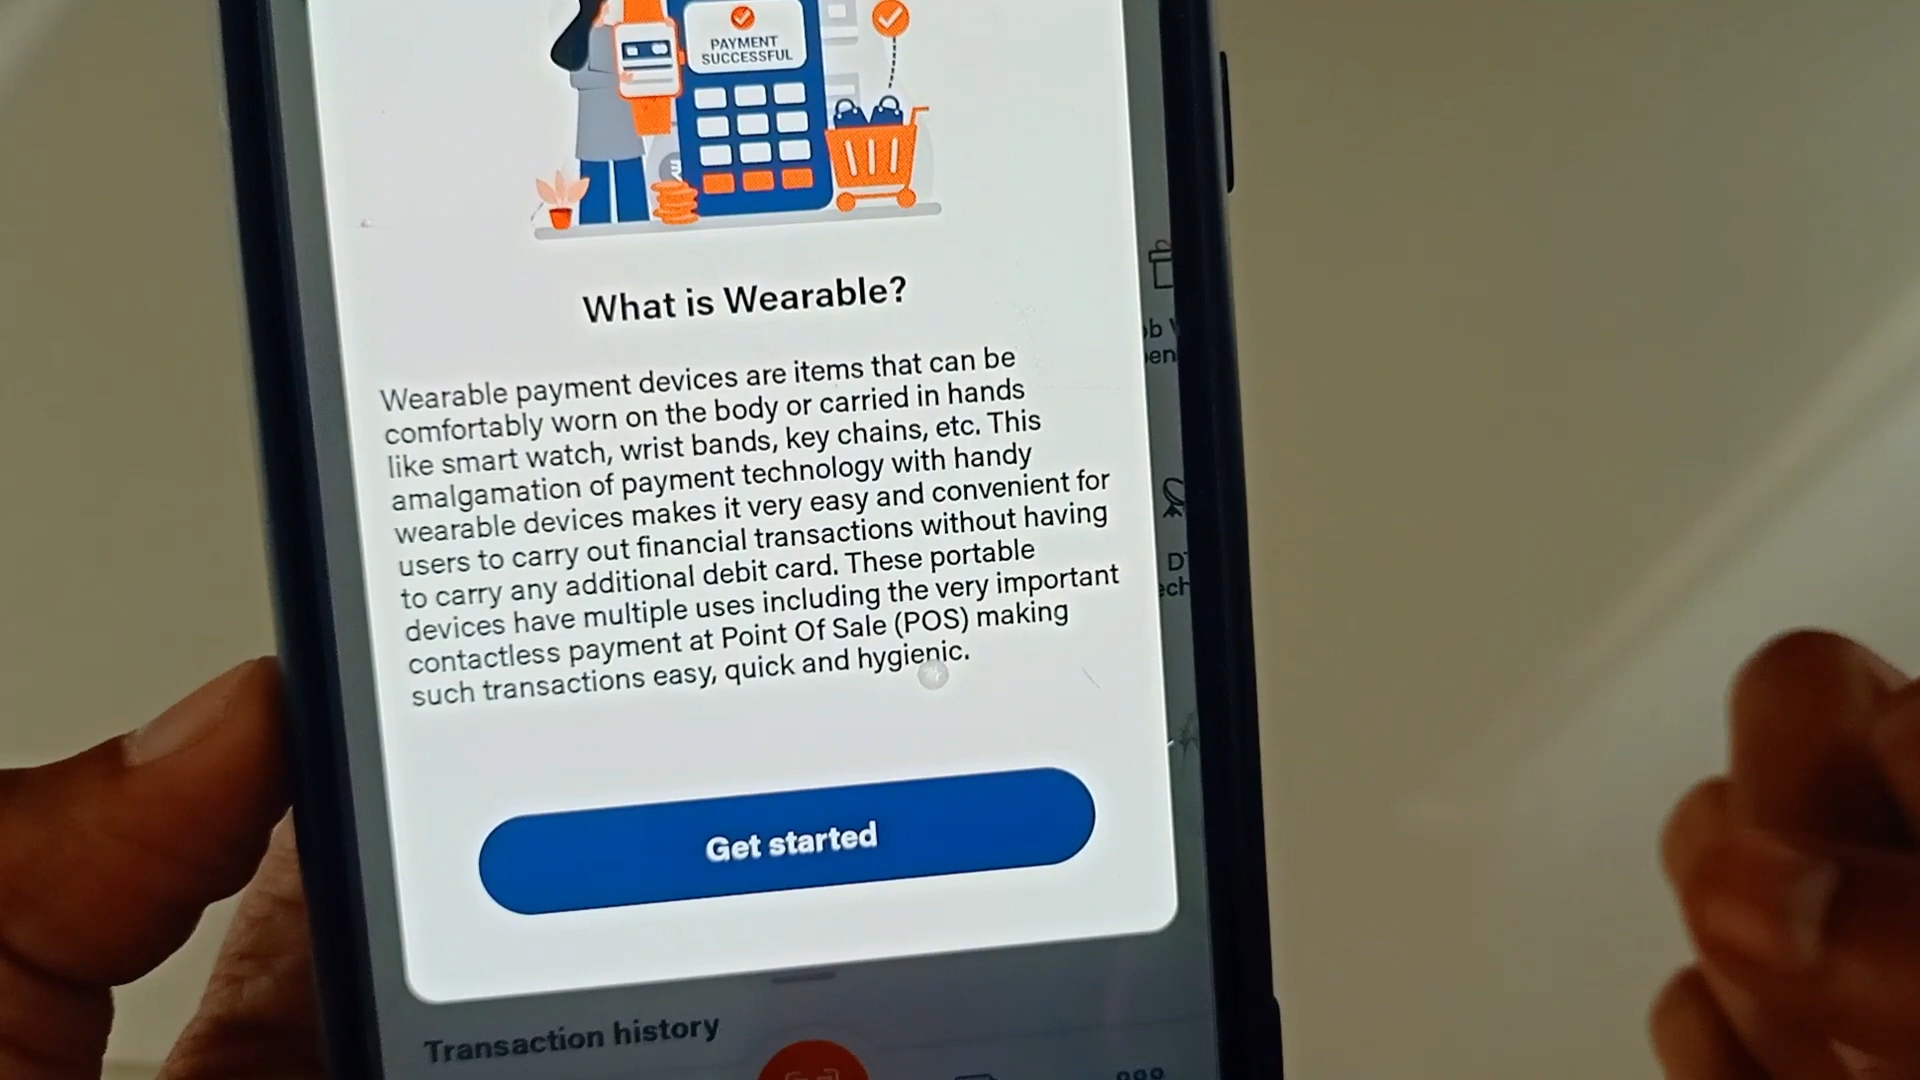 PAYMENT
SUCCESSFUL
What is Wearable?
Wearable payment devices are items that can be
comfortably worn on the body or carried in hands
like smart watch, wrist bands, key chains, etc. This
amalgamation of payment technology with handy
wearable devices makes it very easy and convenient for
users to carry out financial transactions without having
to carry any additional debit card. These portable
devices have multiple uses including the very important
contactless payment at Point Of Sale (POS) making
such transactions easy, quick and hygienic.
Get started
Transaction history